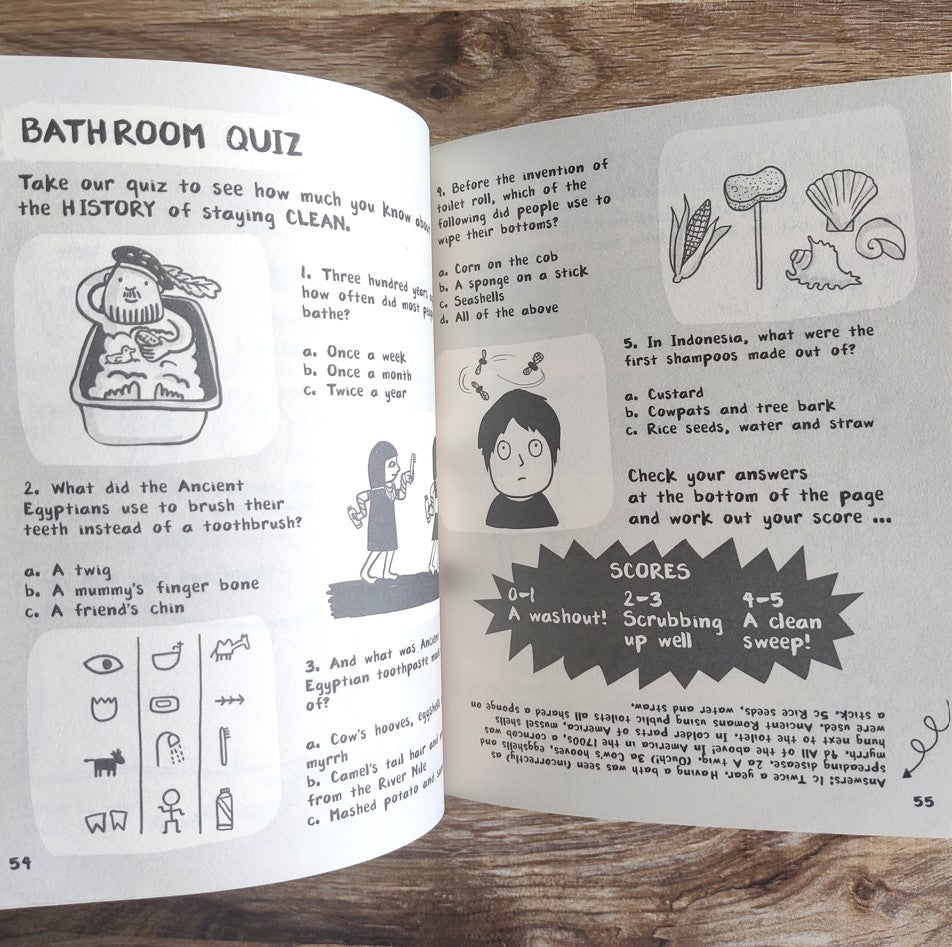 BATHROOM QUIZ
Take our quiz to see how much you know
the HISTORY of staying CLEAN.
1. Three hundred years
how often did most
bathe?
a. Once a week
b. Once a month
c. Twice a year
2. What did the Ancient
Egyptians use to brush their
teeth instead of a toothbrush?
a. A twig
b. A mummy's finger bone
c. A friend's chin
3. And what was Ancient
Egyptian toothpaste
of?
a. Cow's hooves, eggshells
myrrh
b. Camel's tail hair and
from the River Nile
c. Mashed potato and
54
4. Before the invention of
toilet roll, which of the
following did people use to
wipe their bottoms?
a. Corn on the cob
b. A sponge on a stick
c. Seashells
d. All of the above
5. In Indonesia, what were the
first shampoos made out of?
a. Custard
b. Cowpats and tree bark
c. Rice seeds, water and straw
Check your answers
at the bottom of the page
and work out your score ...
SCORES
0-1 2-3 4-5
A washout! Scrubbing A clean
up well sweep!
Answers: 1c Twice a year. Having a bath was seen (incorrectly) as
spreading disease. 2a A twig. (Ouch!) 3a Cow's hooves, eggshells and
myrrh. 4d All of the above! In America in the 1700s, a corncob was
hung next to the toilet. In colder parts of America, mussel shells
were used. Ancient Romans using public toilets all shared a sponge on
a stick. 5c Rice seeds, water and straw.
55